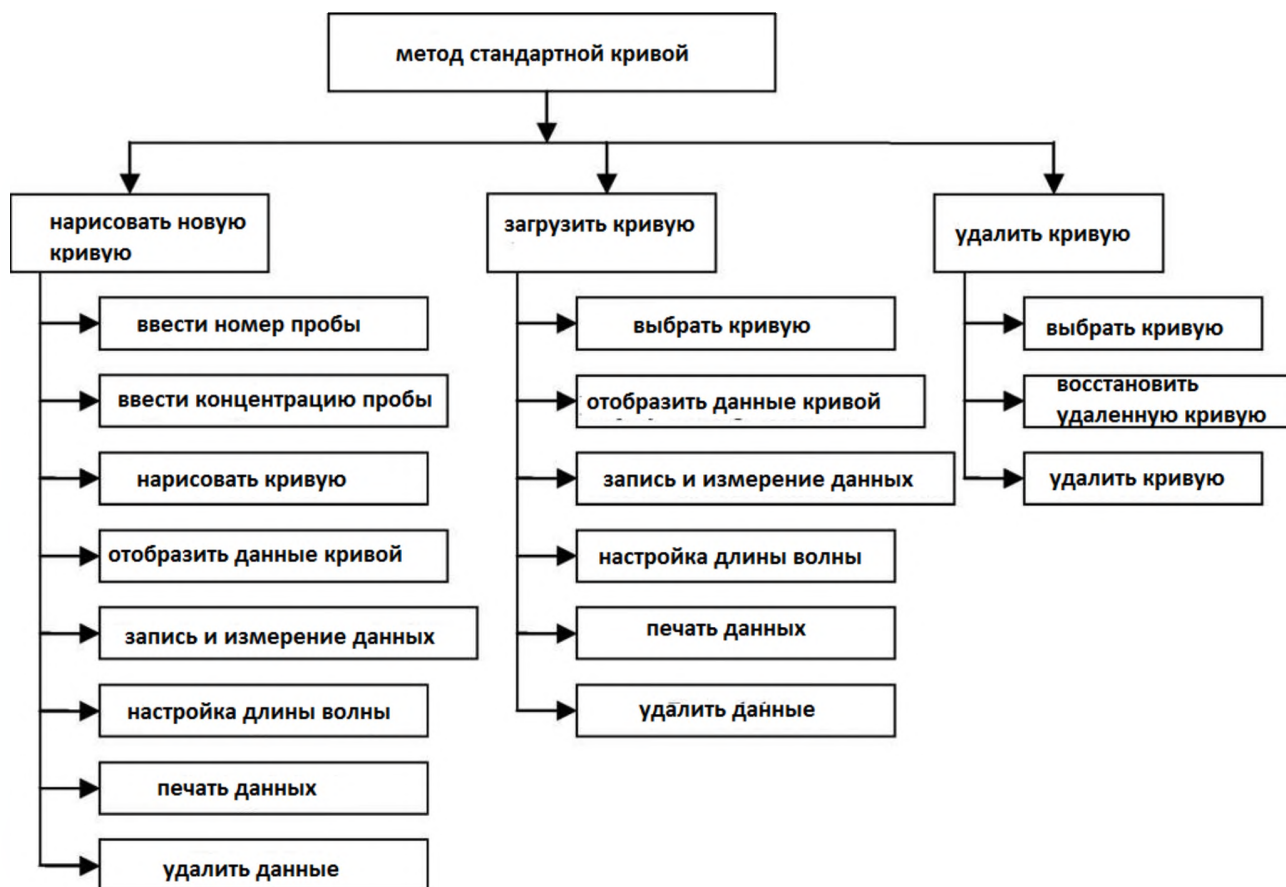 метод стандартной кривой
нарисовать новую
кривую
ввести номер пробы
ввести концентрацию пробы
нарисовать кривую
отобразить данные кривой
запись и измерение данных
настройка длины волны
печать данных
удалить данные
загрузить кривую
выбрать кривую
отобразить данные кривой
запись и измерение данных
настройка длины волны
печать данных
удалить данные
удалить кривую
выбрать кривую
восстановить
удаленную кривую
удалить кривую